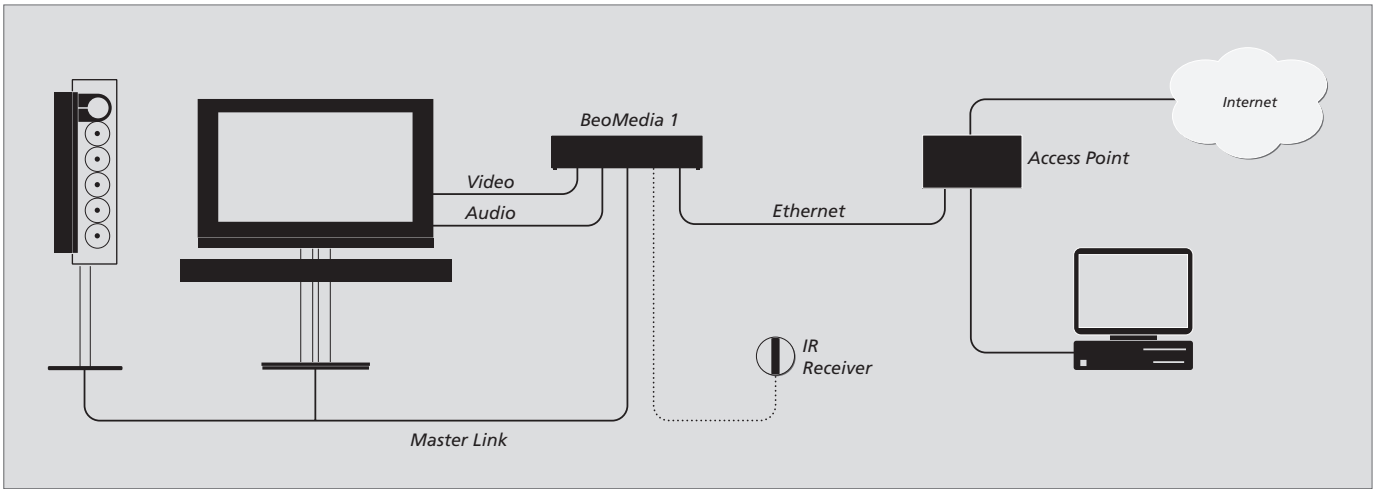 Internet
BeoMedia 1
Access Point
Video
Audio
Ethernet
IR
Receiver
Master Link